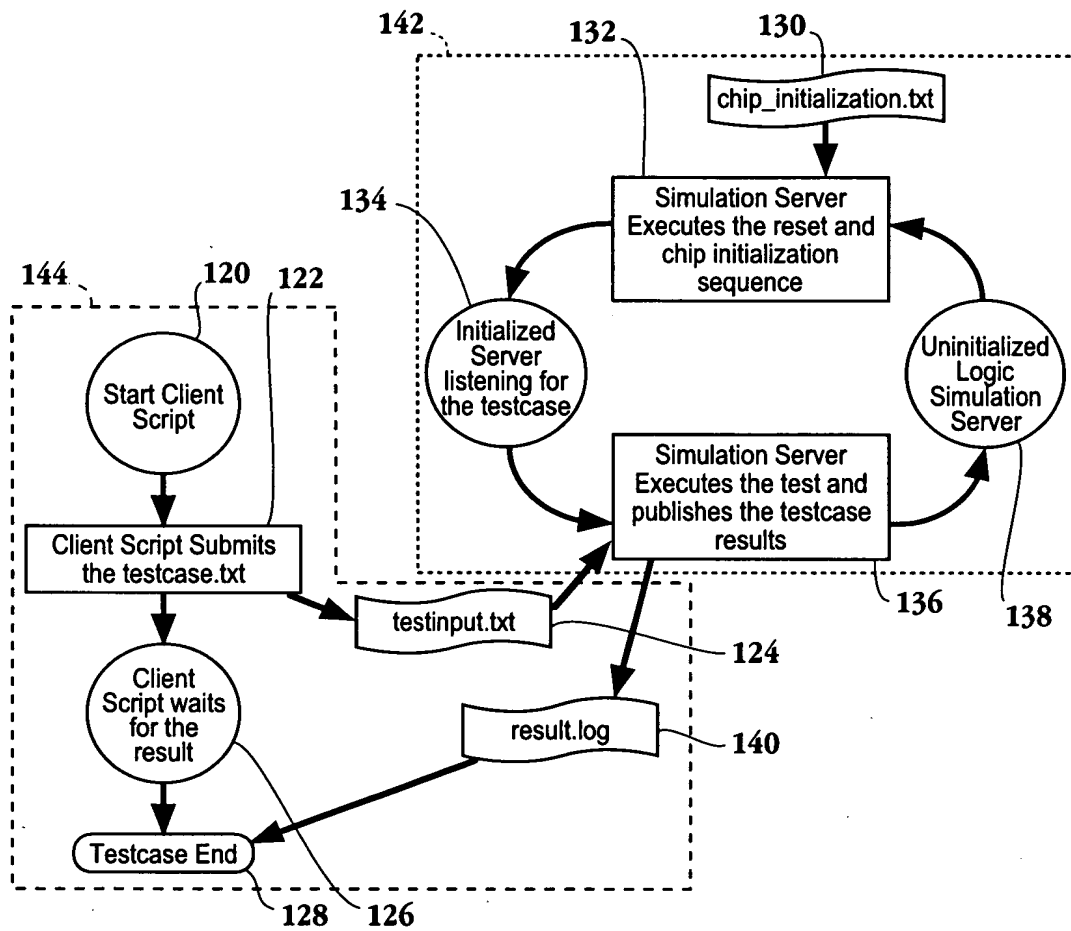 142
132
130
chip_initialization.txt
134
Simulation Server
Executes the reset and
chip initialization
sequence
144
120
122
Start Client
Script
Initialized
Server
listening for
the testcase
Uninitialized
Logic
Simulation
Server
Simulation Server
Executes the test and
publishes the testcase
results
Client Script Submits
the testcase.txt
testinput.txt
136
138
124
Client
Script waits
for the
result
result.log
140
Testcase End
128
126